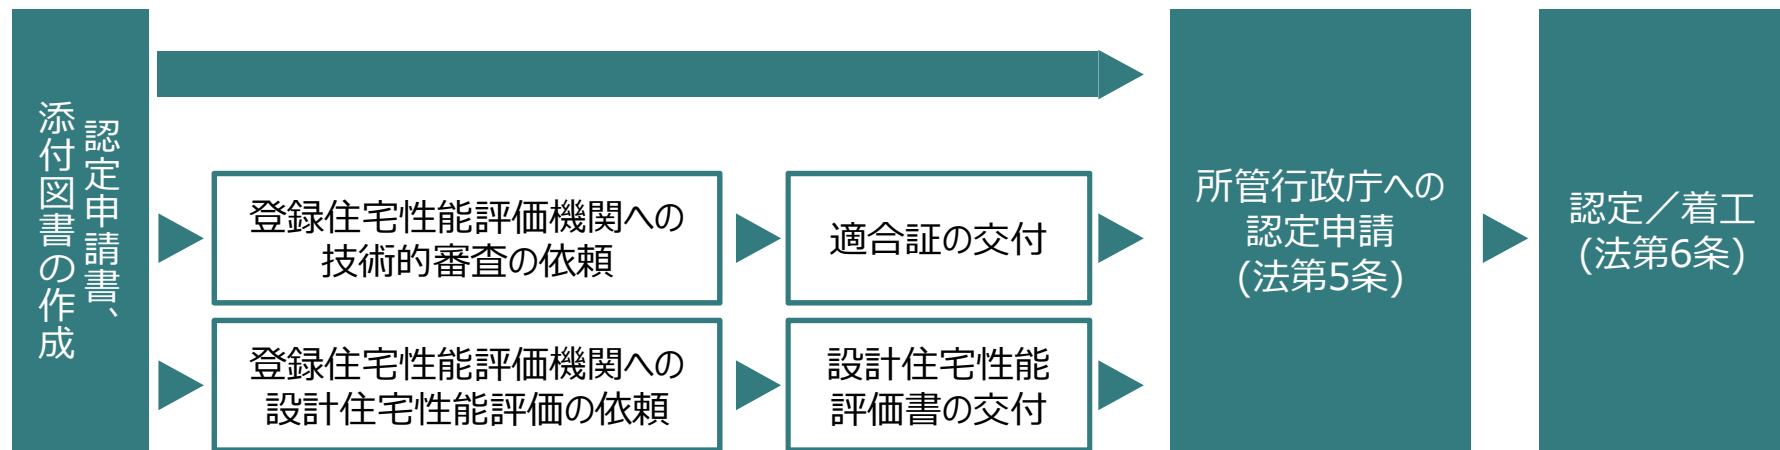 認定申請書、
添付図書の作成
登録住宅性能評価機関への
技術的審査の依頼
適合証の交付
登録住宅性能評価機関への
設計住宅性能評価の依頼
設計住宅性能
評価書の交付
所管行政庁への
認定申請
(法第5条)
認定／着工
(法第6条)